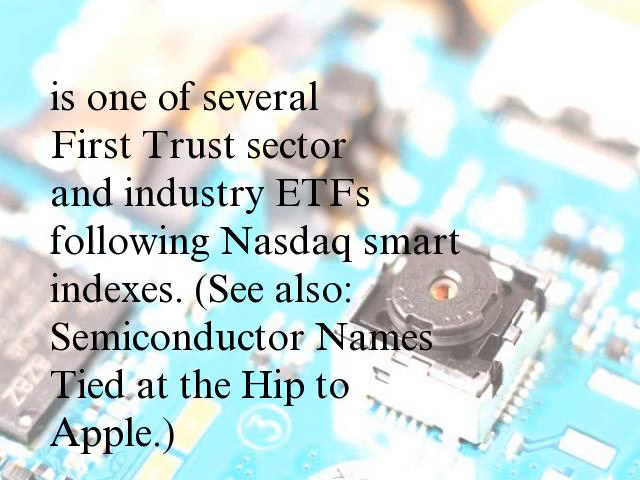 is one of several
First Trust sector
and industry ETFs
following Nasdaq smart
indexes. (See also:
Semiconductor Names
Tied at the Hip to
Apple.)
3